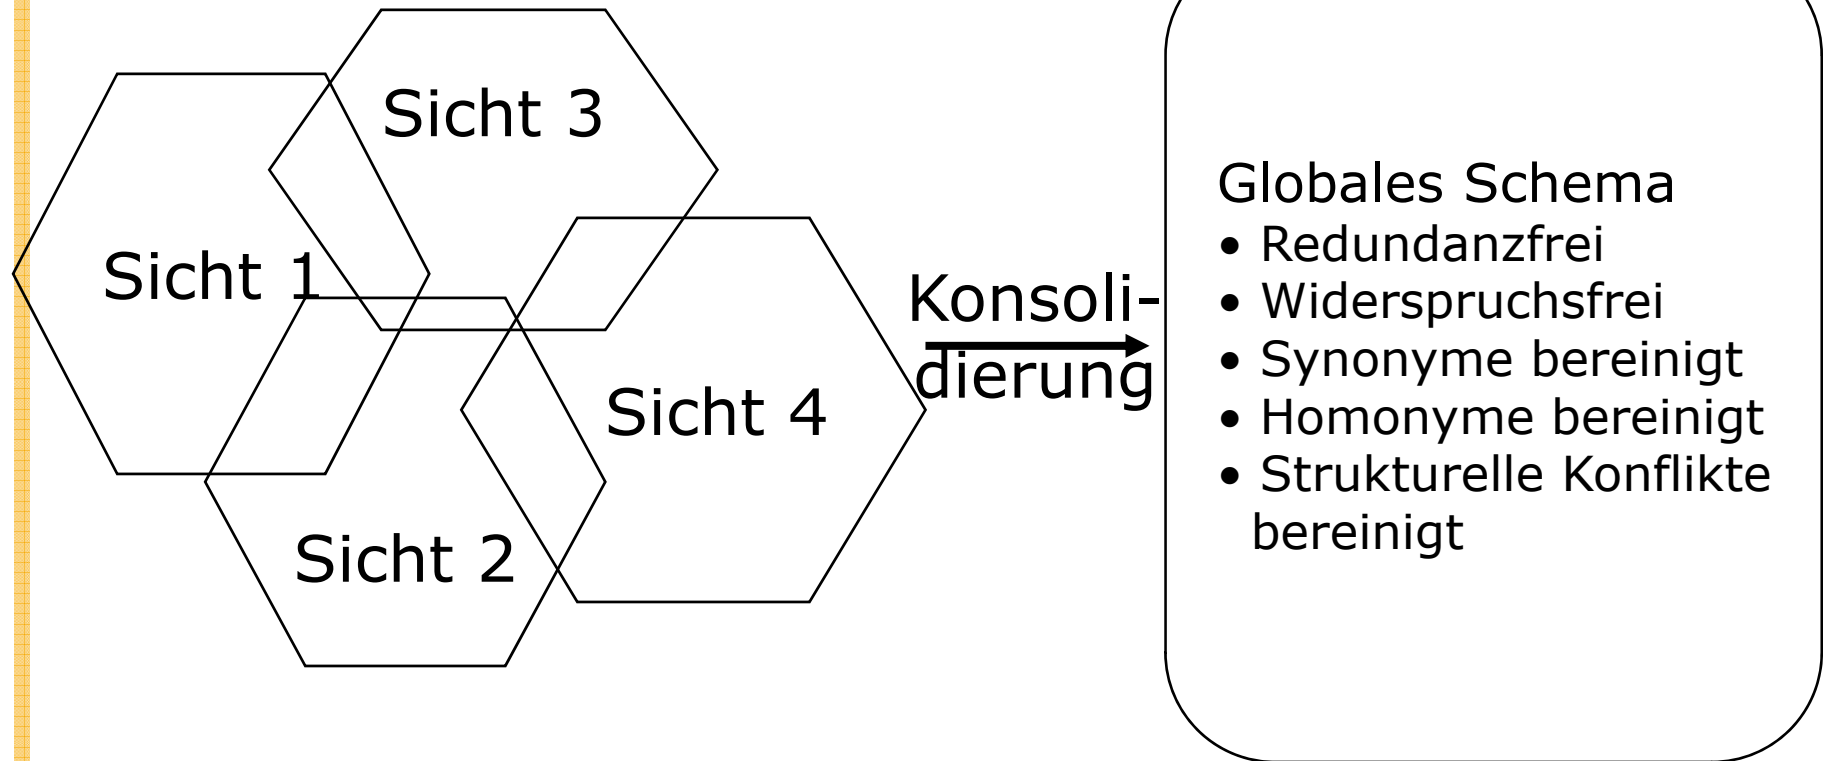 Sicht 3
Sicht 1
Sicht 4
Sicht 2
Konsoli-
dierung
Globales Schema
• Redundanzfrei
• Widerspruchsfrei
• Synonyme bereinigt
• Homonyme bereinigt
• Strukturelle Konflikte
bereinigt